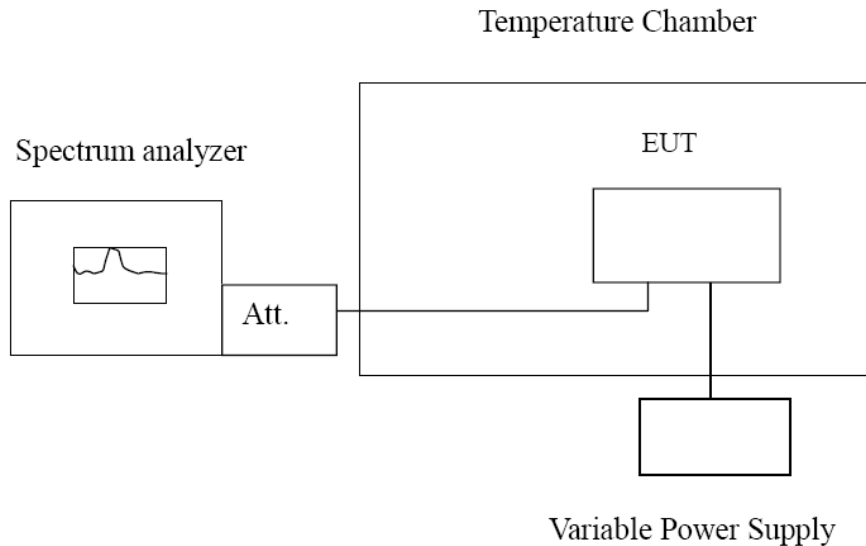 Temperature Chamber
Spectrum analyzer
EUT
Att.
Variable Power Supply